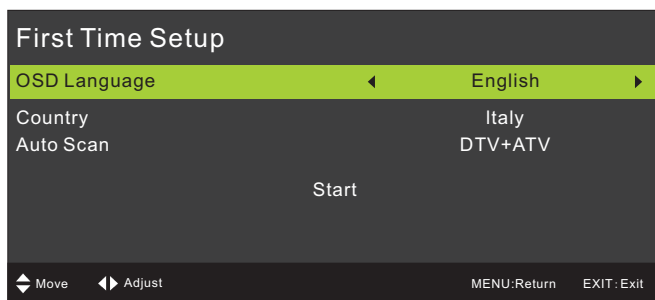 First Time Setup
OSD Language English
Country Italy
Auto Scan DTV+ATV
Start
Move Adjust MENU:Return EXIT:Exit